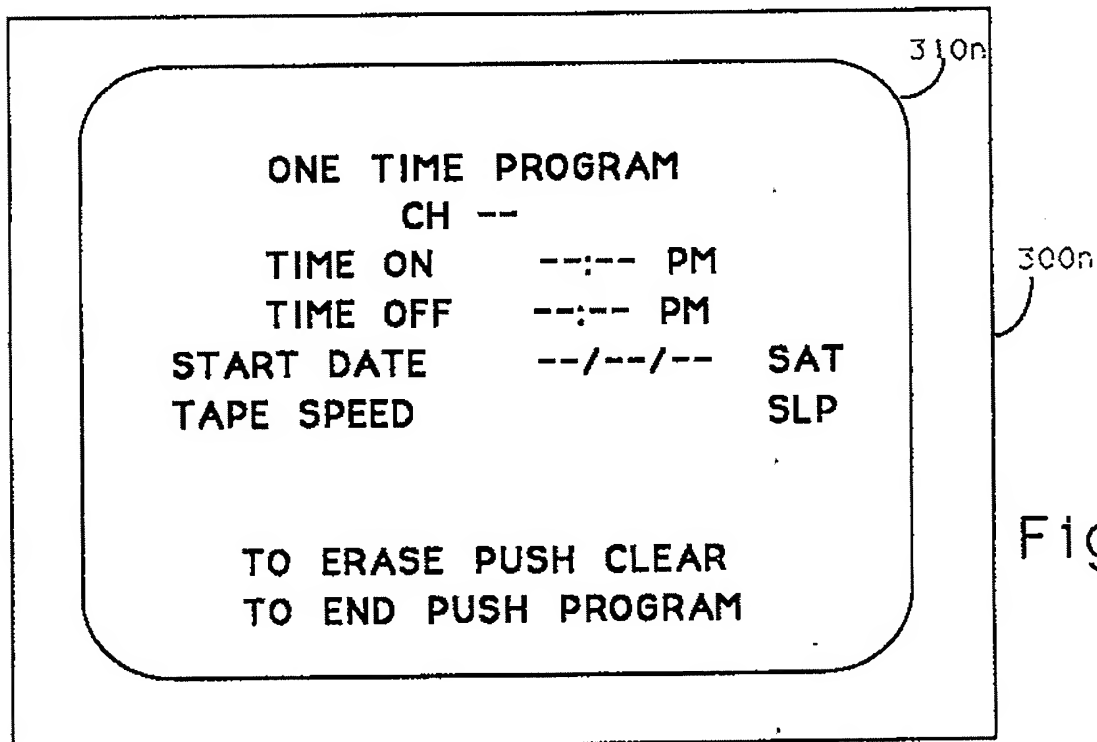 310n
ONE TIME PROGRAM
CH --
TIME ON --:-- PM
300n
TIME OFF --:-- PM
START DATE --/--/-- SAT
TAPE SPEED SLP
Fig
TO ERASE PUSH CLEAR
TO END PUSH PROGRAM